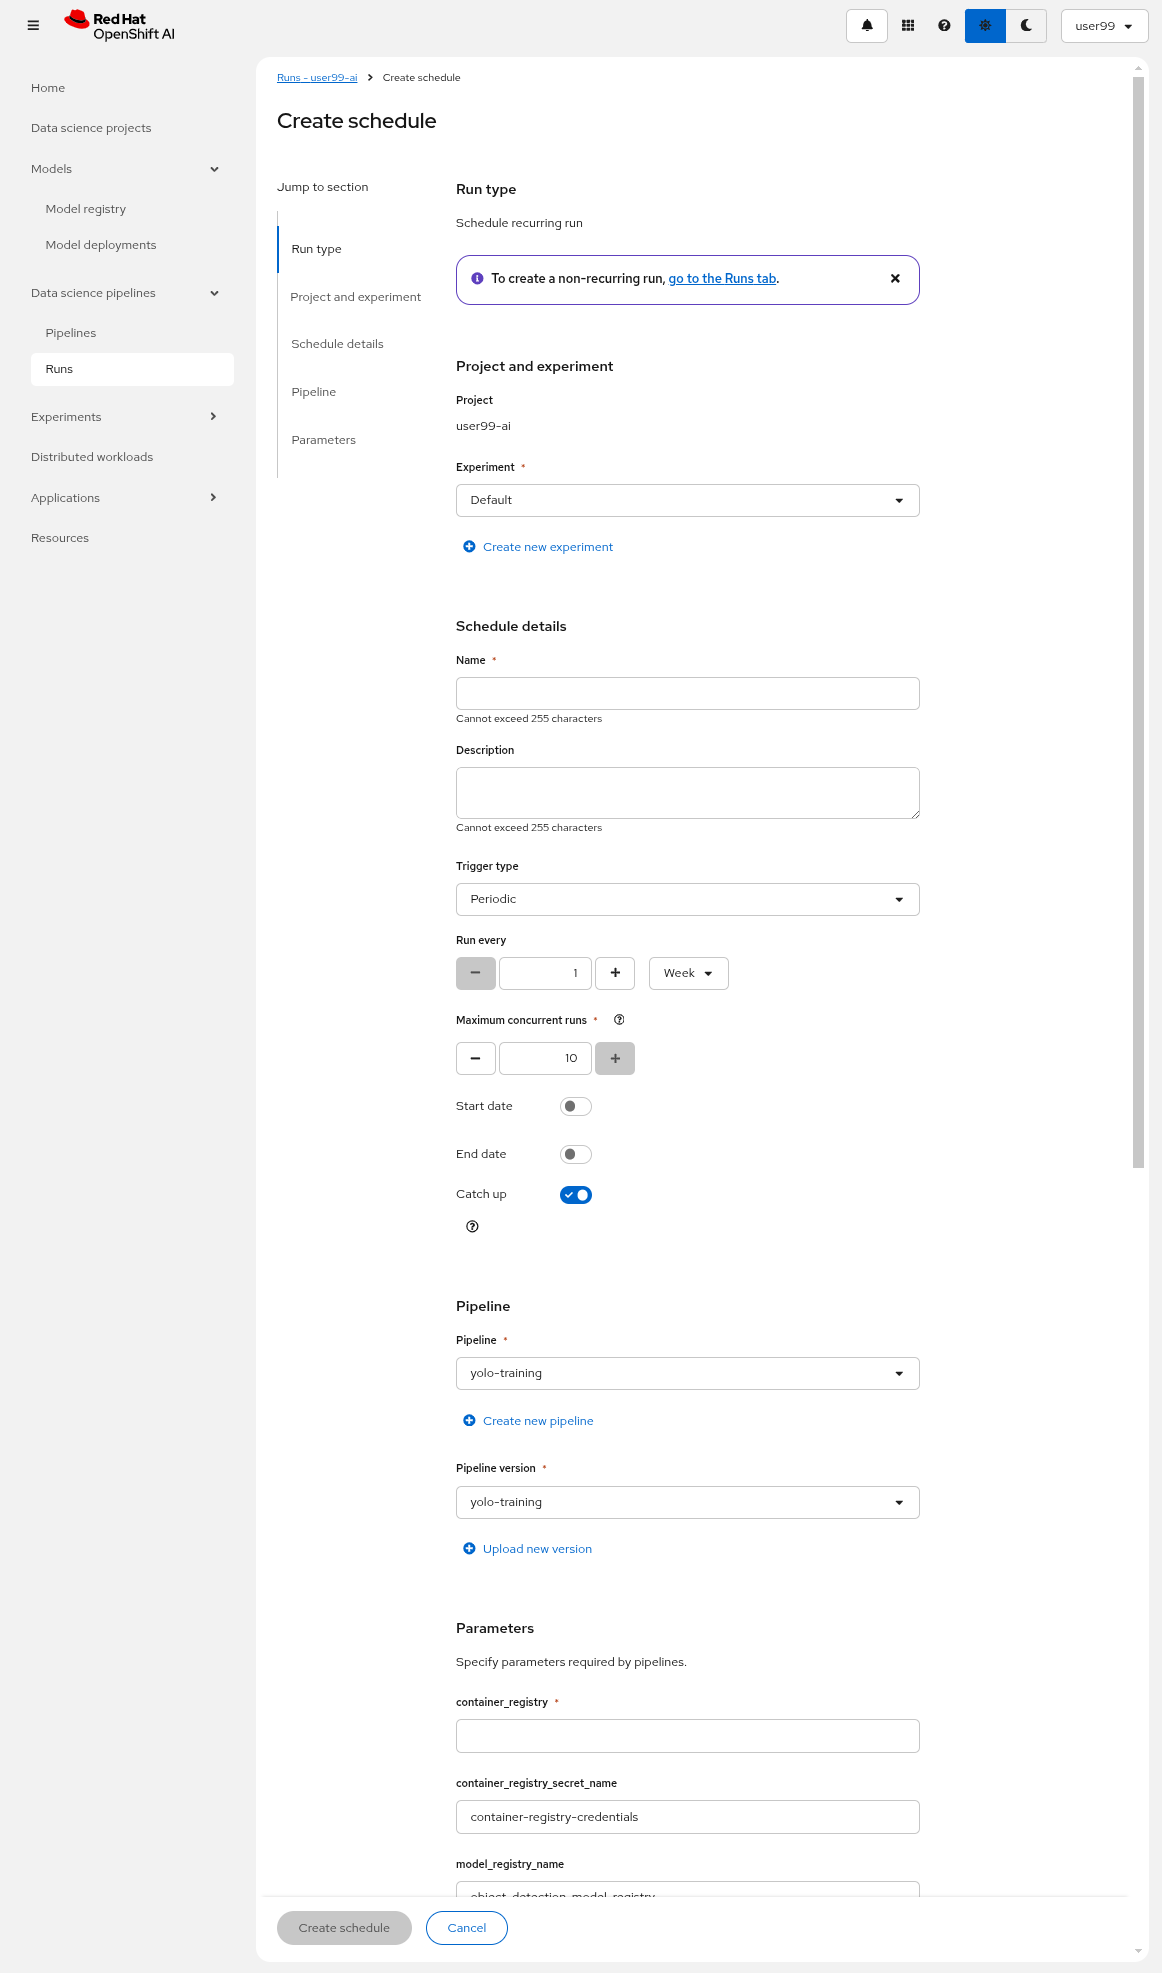 Red Hat
OpenShift AI
user99
Home
Data science projects
Models
Model registry
Model deployments
Data science pipelines
Pipelines
Runs
Experiments
Distributed workloads
Applications
Resources
Runs - user99-ai > Create schedule
Create schedule
Jump to section
Run type
Project and experiment
Schedule details
Pipeline
Parameters
Run type
Schedule recurring run
To create a non-recurring run, go to the Runs tab.
Project and experiment
Project
user99-ai
Experiment *
Default
Create new experiment
Schedule details
Name *
Cannot exceed 255 characters
Description
Cannot exceed 255 characters
Trigger type
Periodic
Run every
1 Week
Maximum concurrent runs *
10
Start date
End date
Catch up
Pipeline
Pipeline *
yolo-training
Create new pipeline
Pipeline version *
yolo-training
Upload new version
Parameters
Specify parameters required by pipelines.
container_registry *
container_registry_secret_name
container-registry-credentials
model_registry_name
object-detection-model-registry
Create schedule Cancel